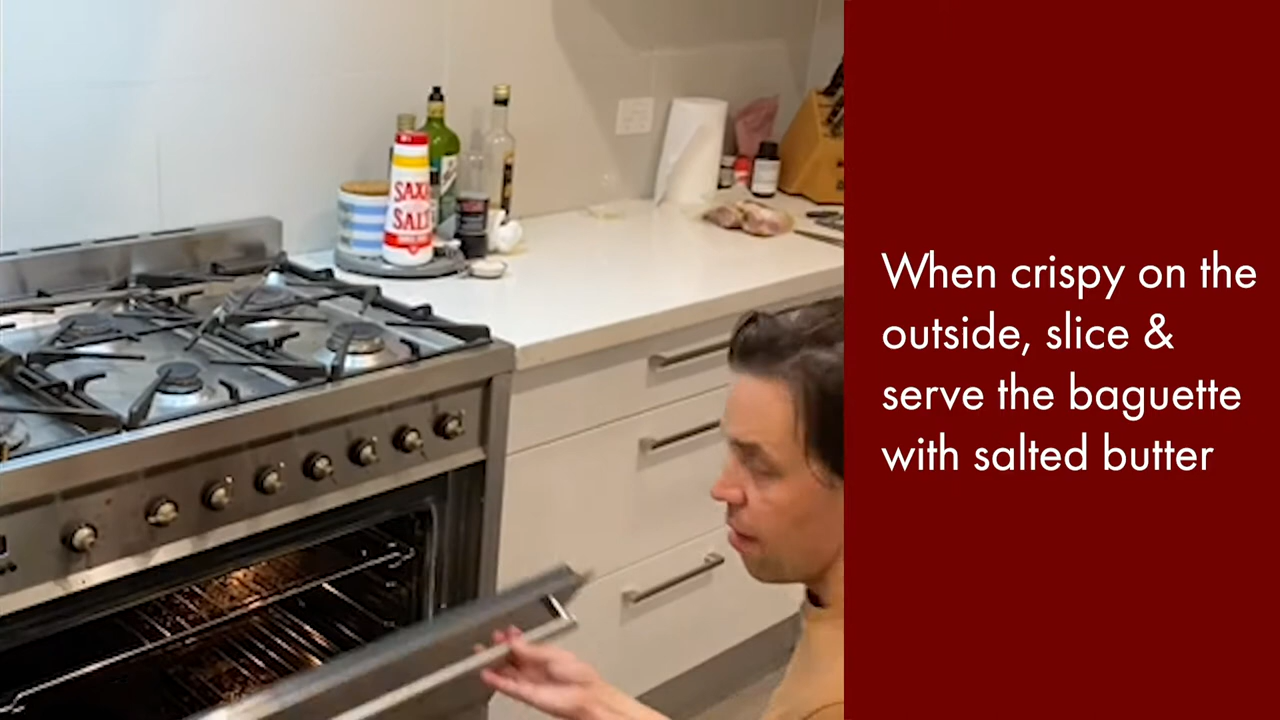 SAXA
SALT
When crispy on the
outside, slice &
serve the baguette
with salted butter